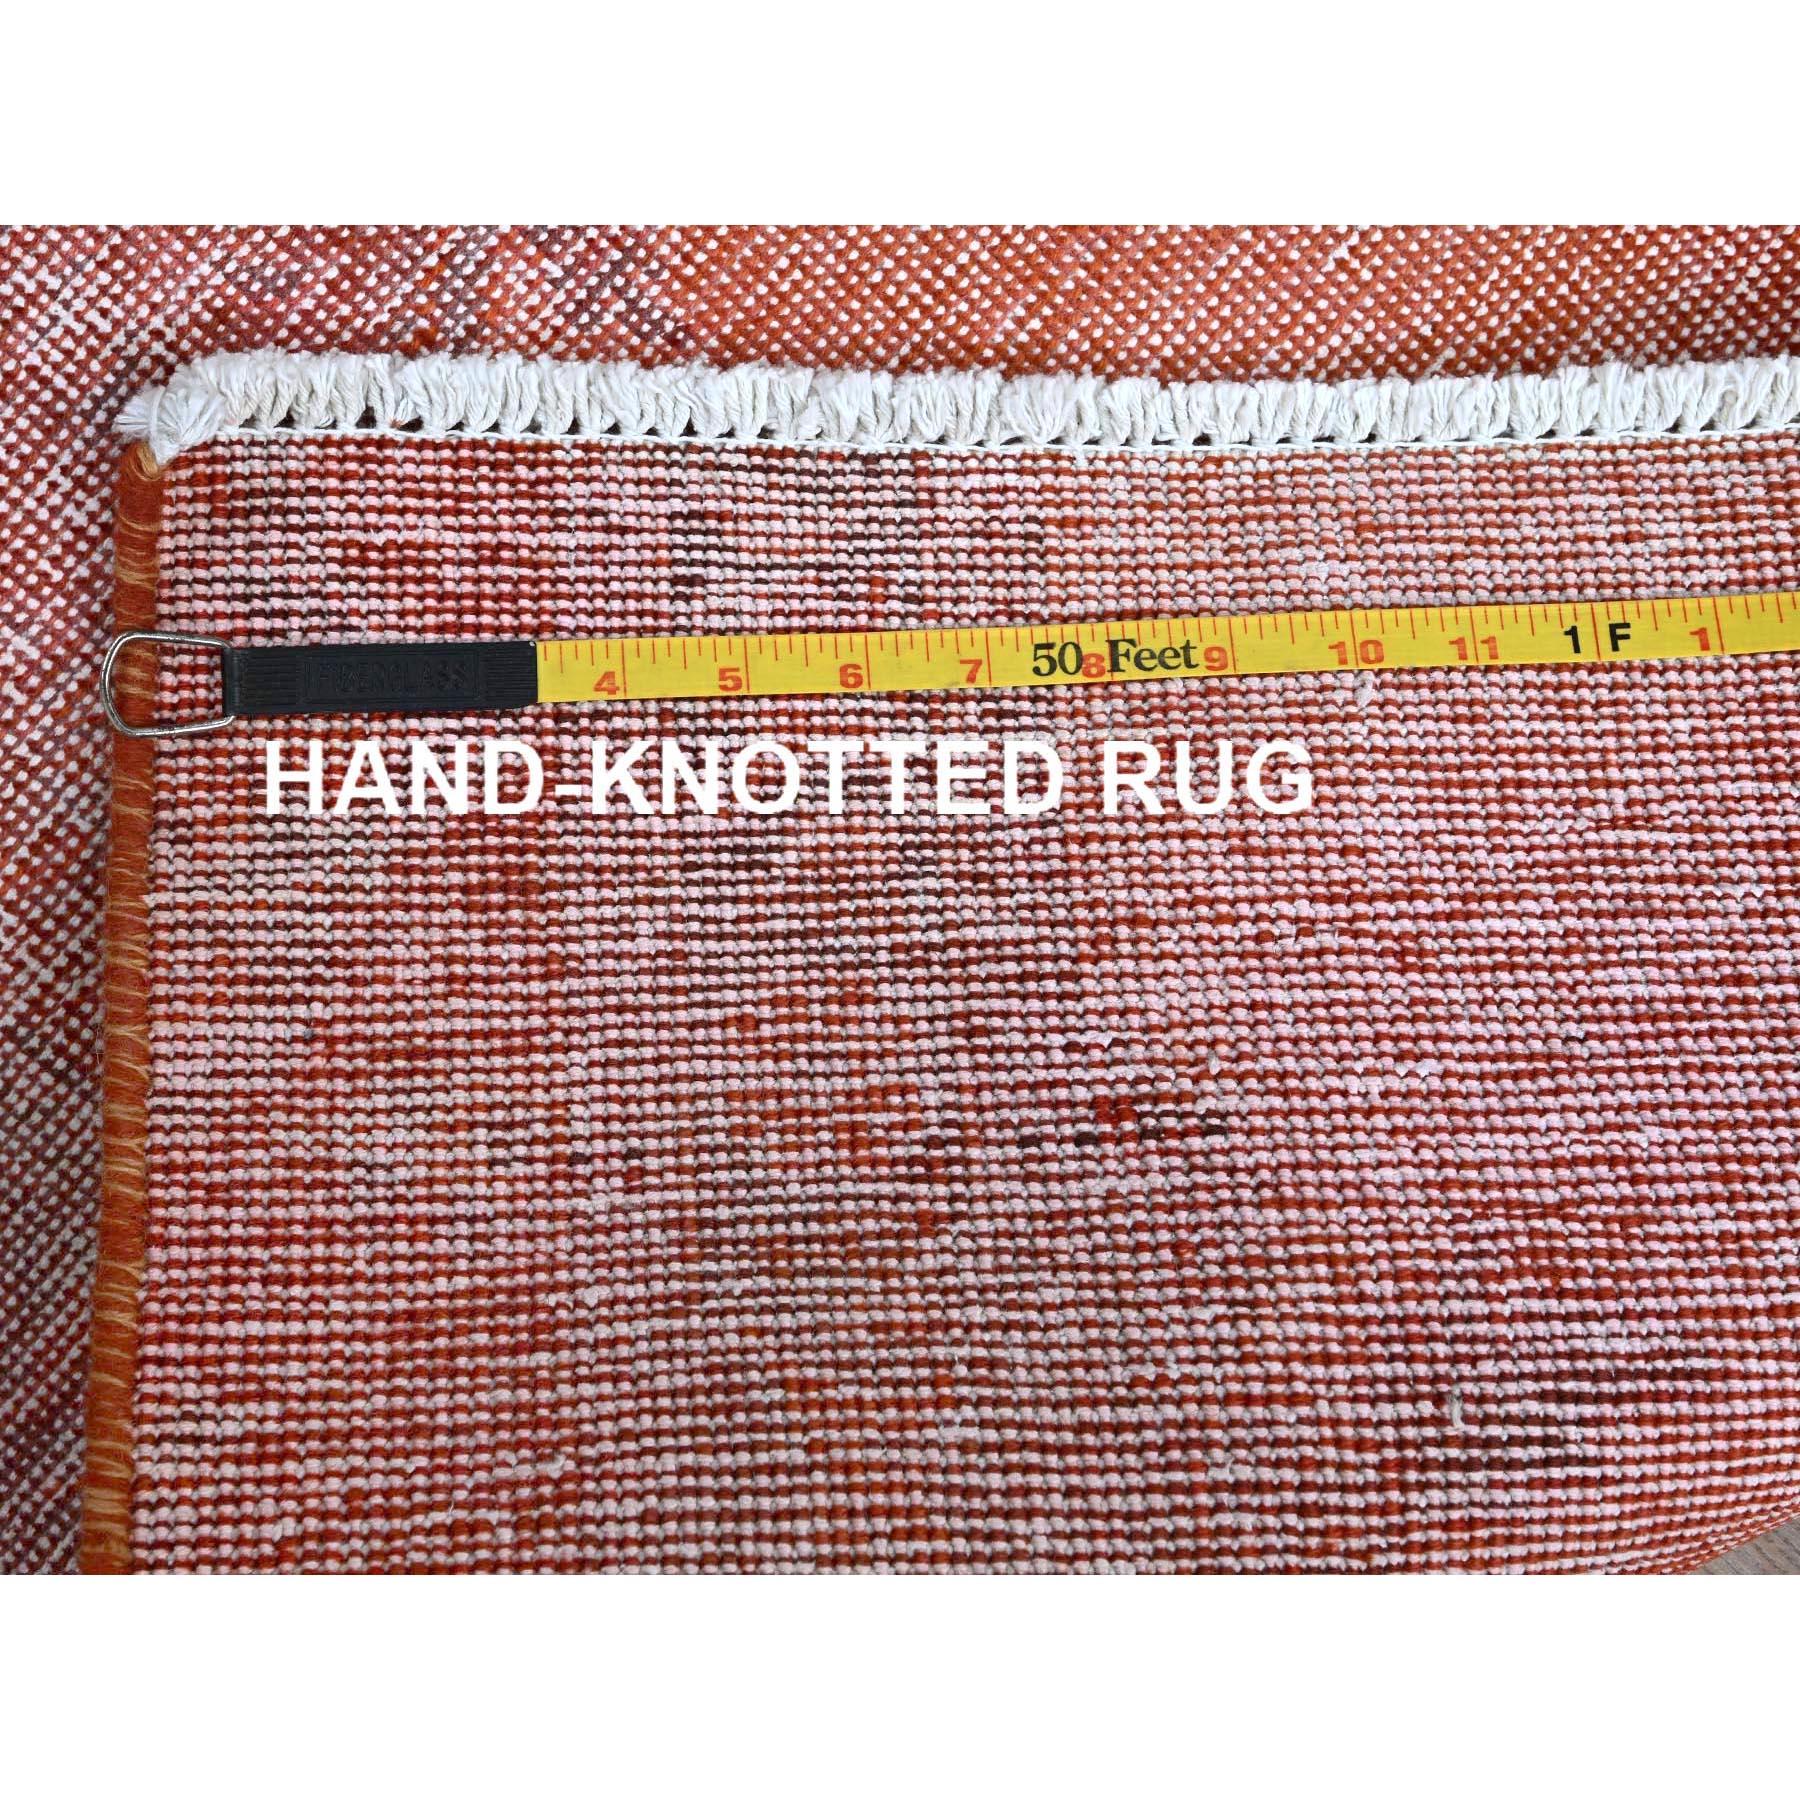 50 Feet
4 5 6 7 8 9 10 11 1 F 1
FIBERGLASS
HAND-KNOTTED RUG